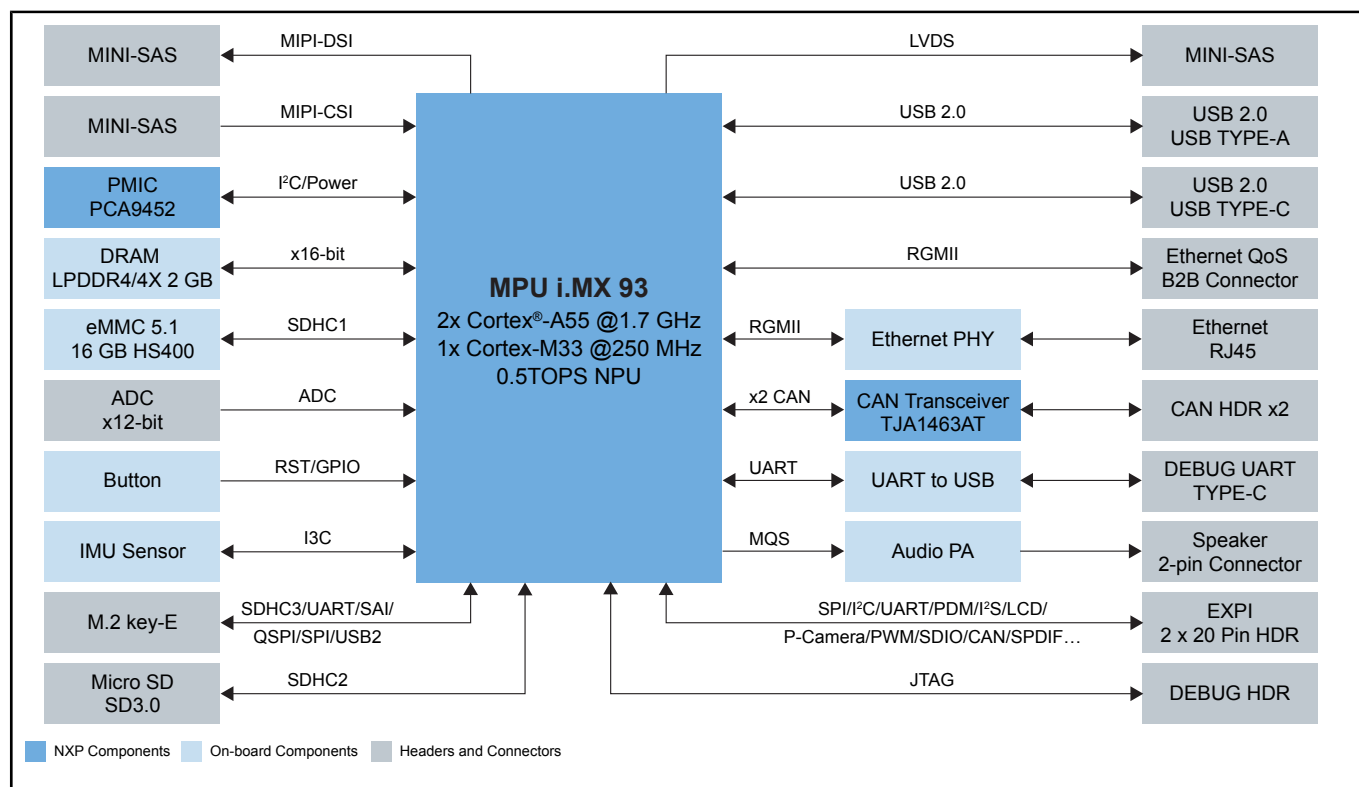 MINI-SAS
MIPI-DSI
LVDS
MINI-SAS
MINI-SAS
MIPI-CSI
USB 2.0
USB 2.0
USB TYPE-A
PMIC
PCA9452
I²C/Power
USB 2.0
USB 2.0
USB TYPE-C
DRAM
LPDDR4/4X 2 GB
x16-bit
RGMII
Ethernet QoS
B2B Connector
MPU i.MX 93
2x Cortex®-A55 @1.7 GHz
1x Cortex-M33 @250 MHz
0.5TOPS NPU
eMMC 5.1
16 GB HS400
SDHC1
RGMII
Ethernet PHY
Ethernet
RJ45
ADC
x12-bit
ADC
x2 CAN
CAN Transceiver
TJA1463AT
CAN HDR x2
Button
RST/GPIO
UART
UART to USB
DEBUG UART
TYPE-C
IMU Sensor
I3C
MQS
Audio PA
Speaker
2-pin Connector
M.2 key-E
SDHC3/UART/SAI/
QSPI/SPI/USB2
SPI/I²C/UART/PDM/I²S/LCD/
P-Camera/PWM/SDIO/CAN/SPDIF…
EXPI
2 x 20 Pin HDR
Micro SD
SD3.0
SDHC2
JTAG
DEBUG HDR
NXP Components
On-board Components
Headers and Connectors